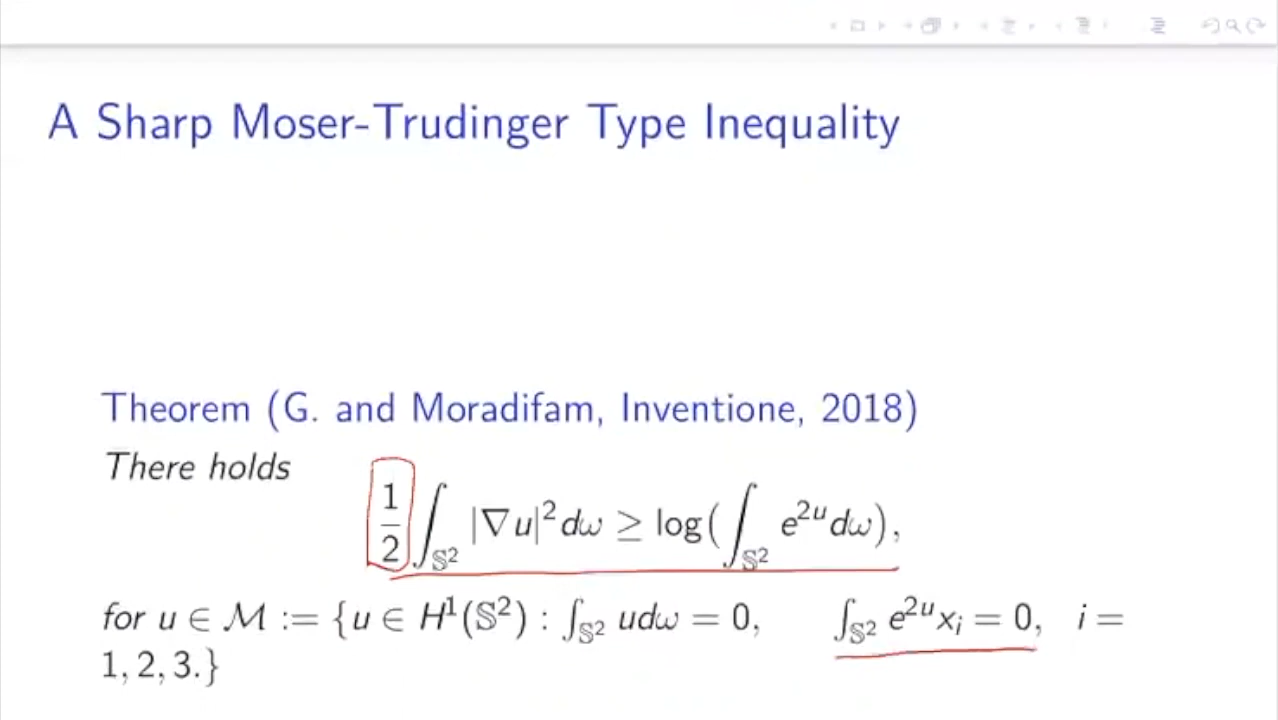 A Sharp Moser-Trudinger Type Inequality
Theorem (G. and Moradifam, Inventione, 2018)
There holds
1/2 ∫_{𝕊²} |∇u|² dω ≥ log(∫_{𝕊²} e^{2u} dω),
for u ∈ ℳ := {u ∈ H¹(𝕊²) : ∫_{𝕊²} udω = 0, ∫_{𝕊²} e^{2u} x_i = 0, i =
1, 2, 3.}